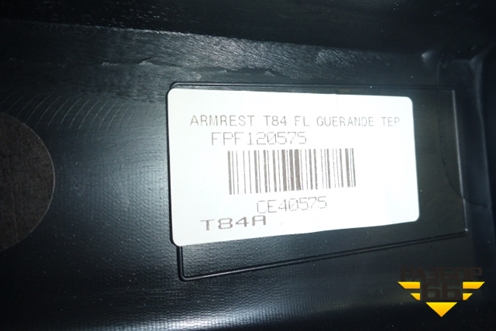 ARMREST T84 FL GUERANDE TEP
FPF120575
CE40575
T84A